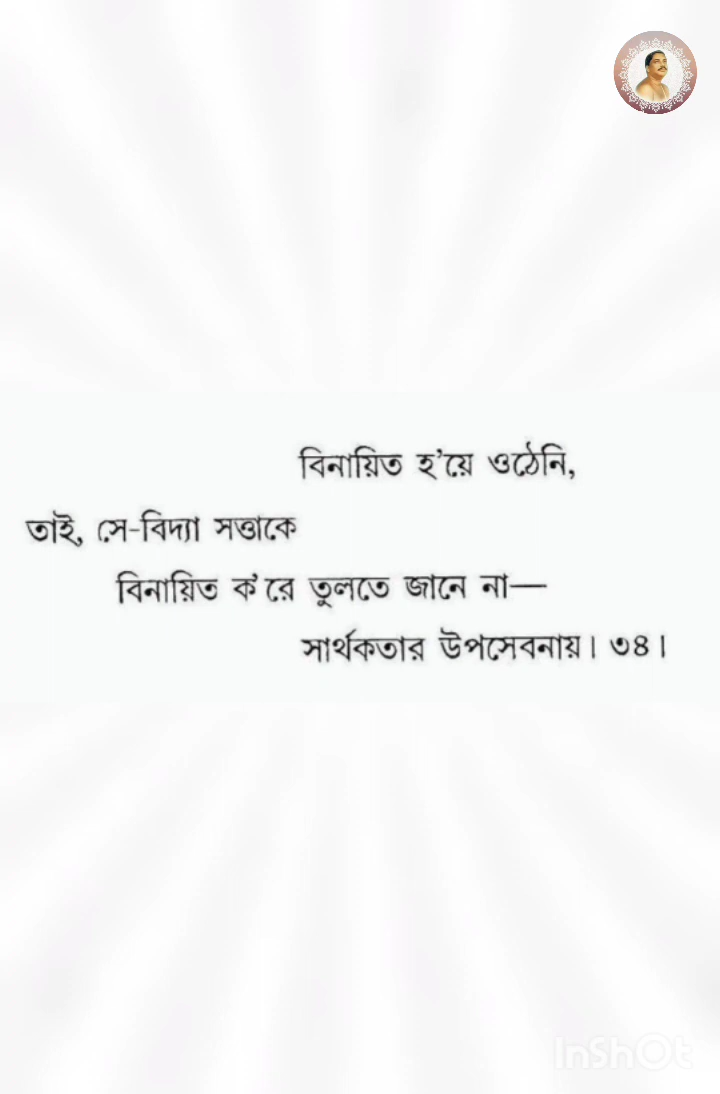 বিনায়িত হ'য়ে ওঠেনি,
তাই, সে-বিদ্যা সত্তাকে
বিনায়িত ক'রে তুলতে জানে না—
সার্থকতার উপসেবনায়। ৩৪।
InShOt